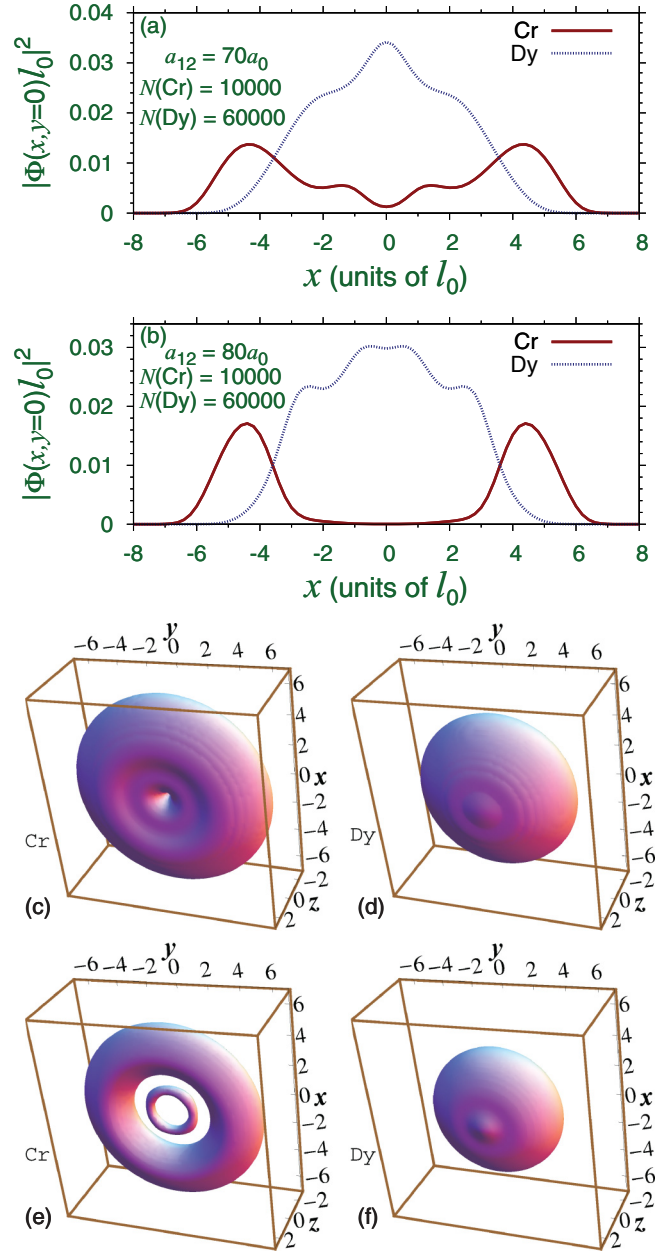 (a)
Cr
Dy
a12 = 70a0
N(Cr) = 10000
N(Dy) = 60000
|Φ(x,y=0)l0|²
0.04
0.03
0.02
0.01
0
-8 -6 -4 -2 0 2 4 6 8
x (units of l0)
(b)
Cr
Dy
a12 = 80a0
N(Cr) = 10000
N(Dy) = 60000
|Φ(x,y=0)l0|²
0.03
0.02
0.01
0
-8 -6 -4 -2 0 2 4 6 8
x (units of l0)
y
−6 −4 −2 0 2 4 6
6
4
2
0 x
−2
−4
−6
−2
0 z
2
Cr
(c)
y
−6 −4 −2 0 2 4 6
6
4
2
0 x
−2
−4
−6
−2
0 z
2
Dy
(d)
y
−6 −4 −2 0 2 4 6
6
4
2
0 x
−2
−4
−6
−2
0 z
2
Cr
(e)
y
−6 −4 −2 0 2 4 6
6
4
2
0 x
−2
−4
−6
−2
0 z
2
Dy
(f)